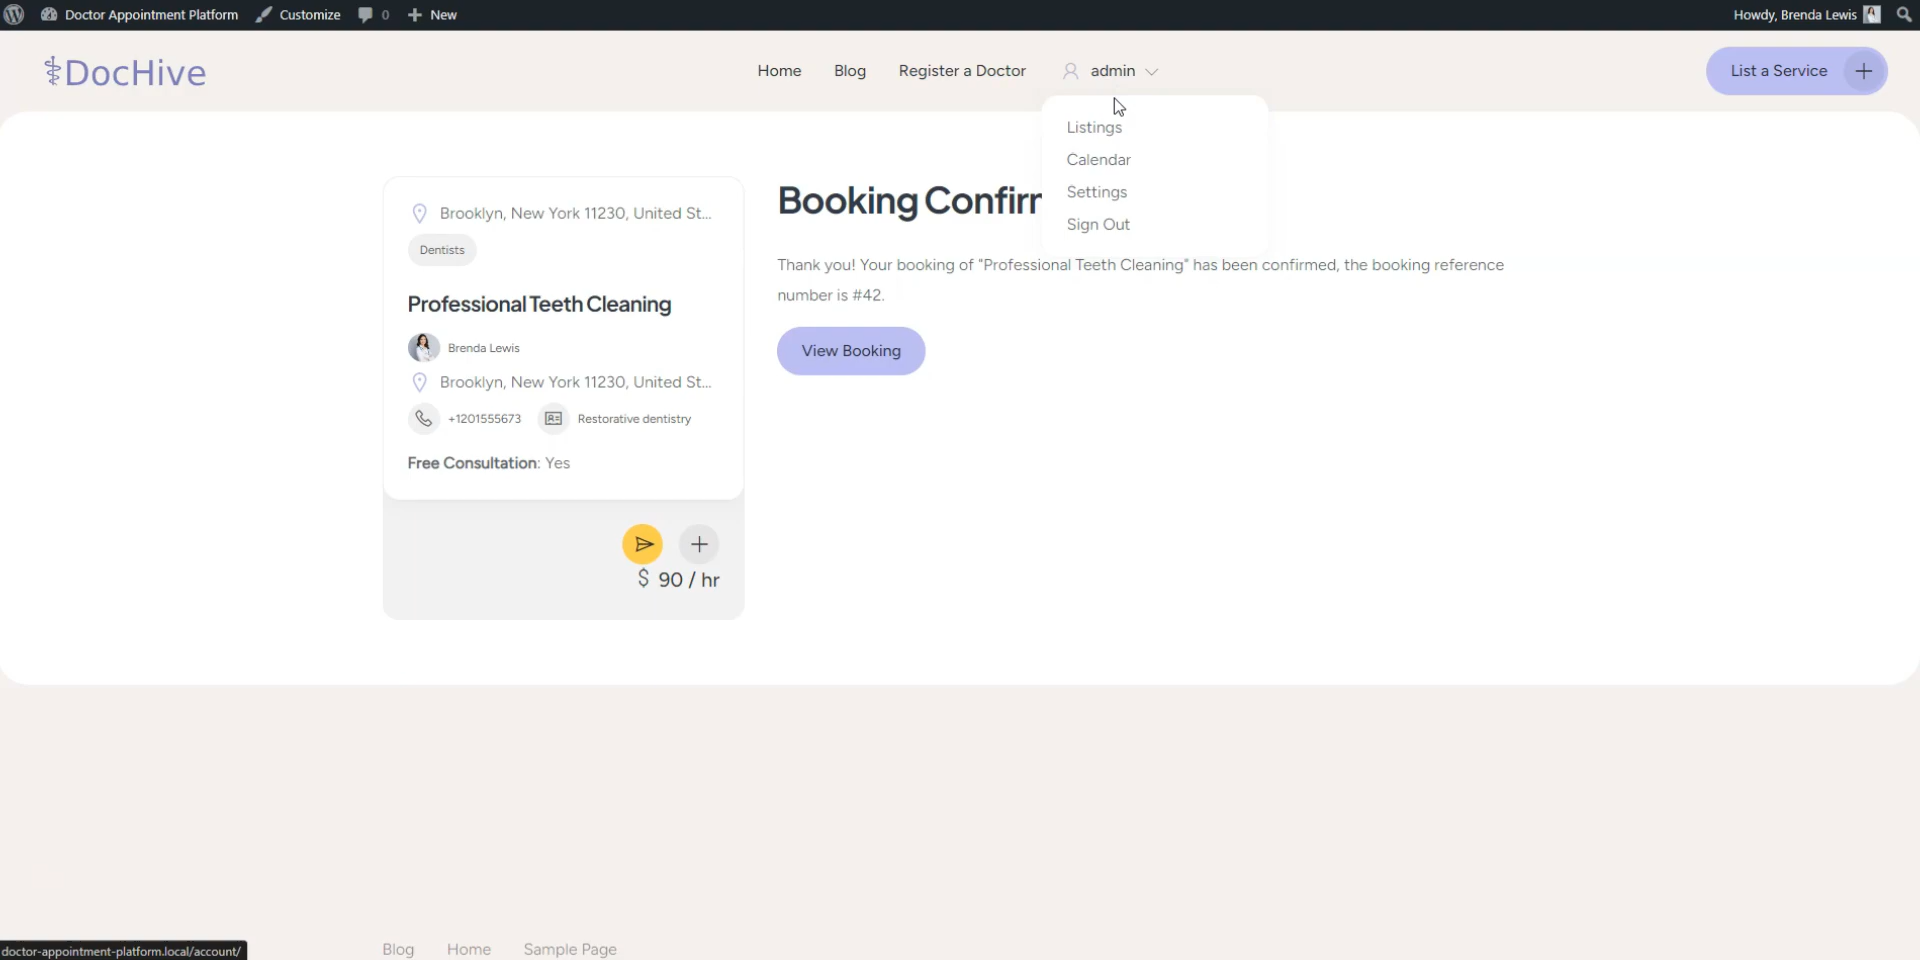 Doctor Appointment Platform Customize 0 New Howdy, Brenda Lewis
DocHive Home Blog Register a Doctor admin List a Service
Listings
Calendar
Settings
Sign Out
Brooklyn, New York 11230, United St...
Dentists
Professional Teeth Cleaning
Brenda Lewis
Brooklyn, New York 11230, United St...
+1201555673 Restorative dentistry
Free Consultation: Yes
$ 90 / hr
Booking Confirm
Thank you! Your booking of "Professional Teeth Cleaning" has been confirmed, the booking reference
number is #42.
View Booking
Blog Home Sample Page
doctor-appointment-platform.local/account/